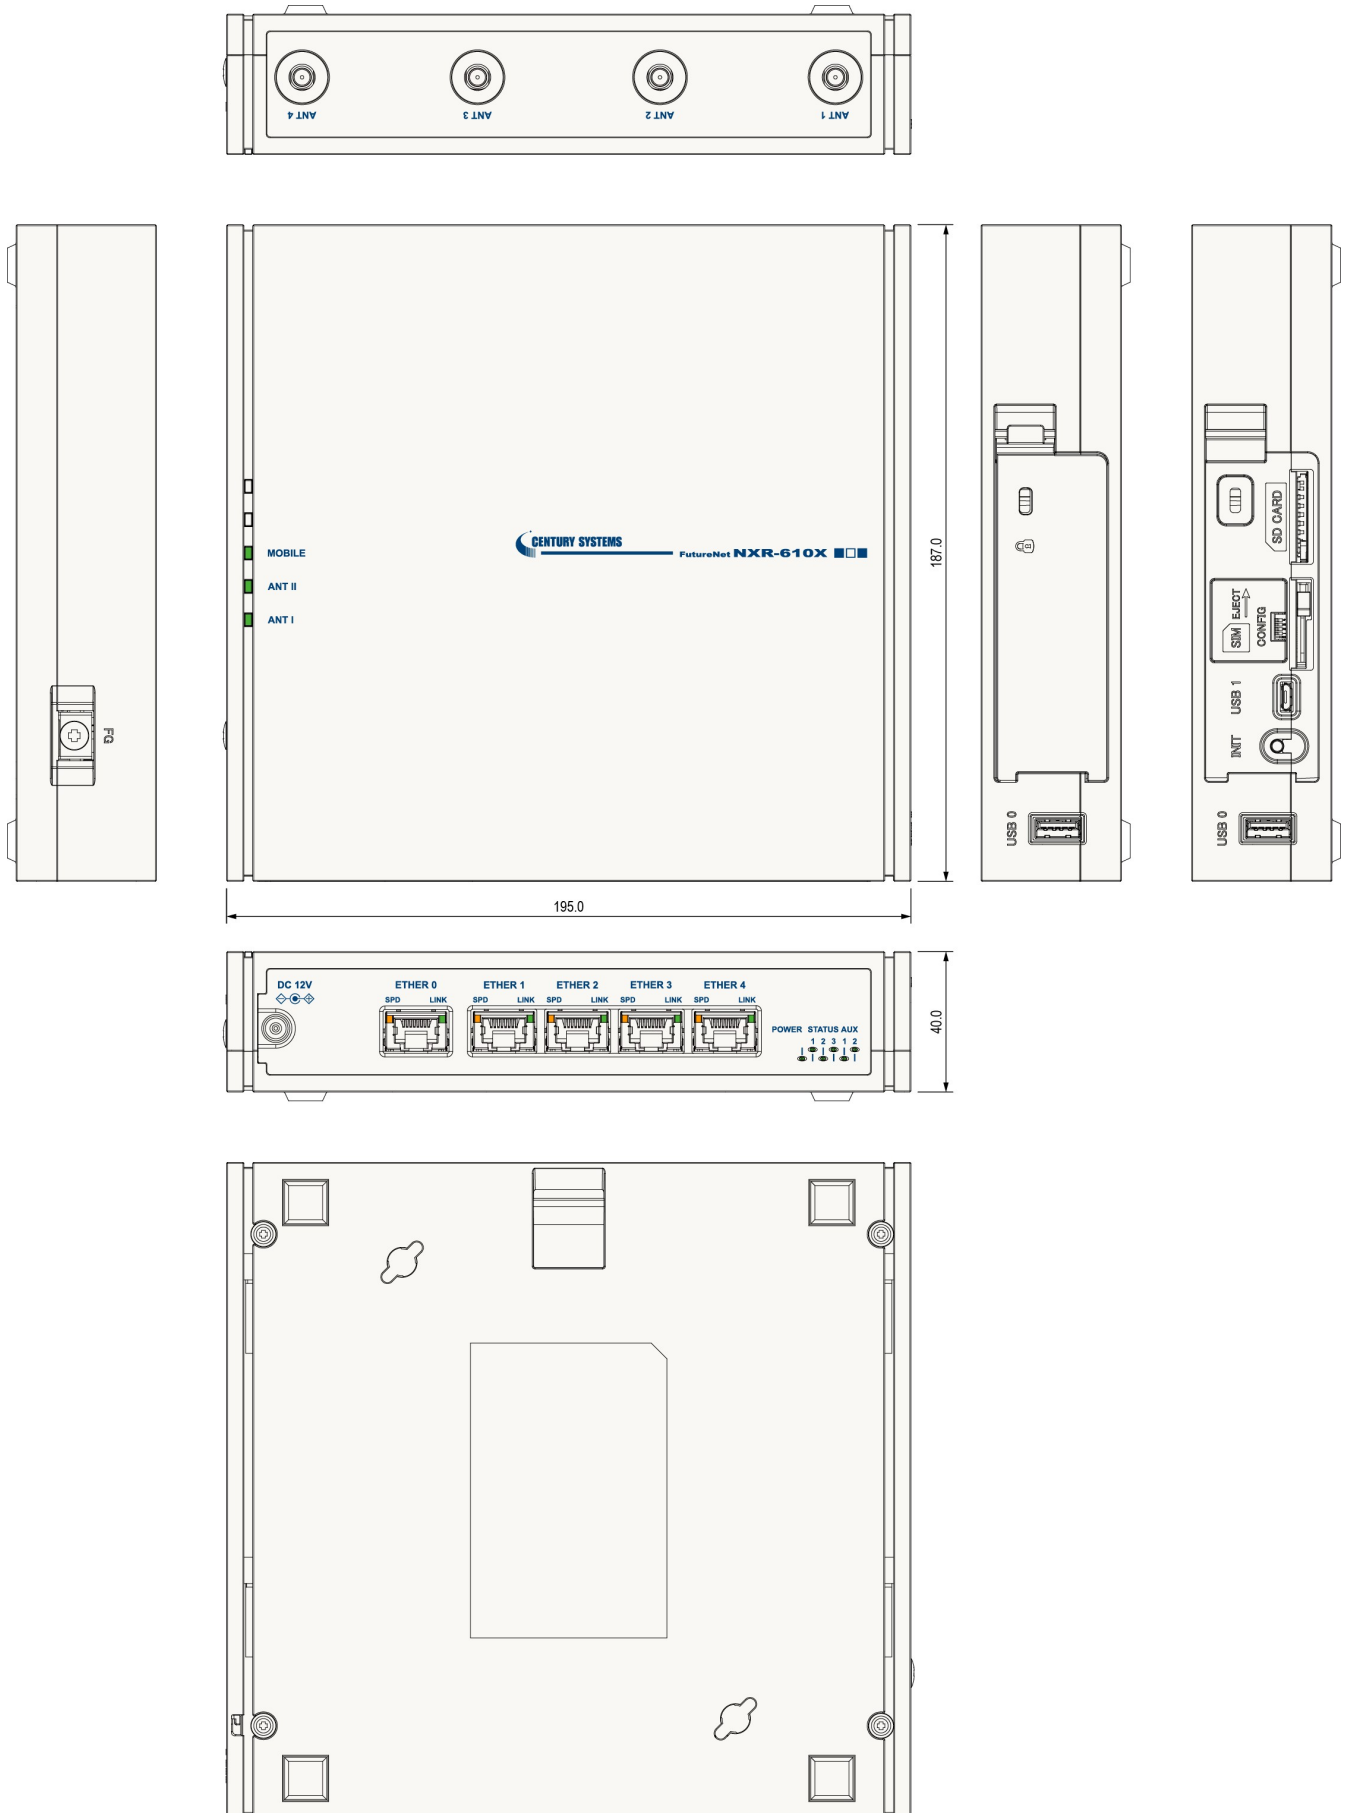 ANT 4 ANT 3 ANT 2 ANT 1
MOBILE
ANT II
ANT I
CENTURY SYSTEMS
FutureNet NXR-610X
FG
187.0
195.0
USB 0
SD CARD
SIM EJECT
CONFIG
USB 1
INIT
USB 0
DC 12V
ETHER 0 ETHER 1 ETHER 2 ETHER 3 ETHER 4
SPD LINK SPD LINK SPD LINK SPD LINK SPD LINK
POWER STATUS AUX
1 2 3 1 2
40.0